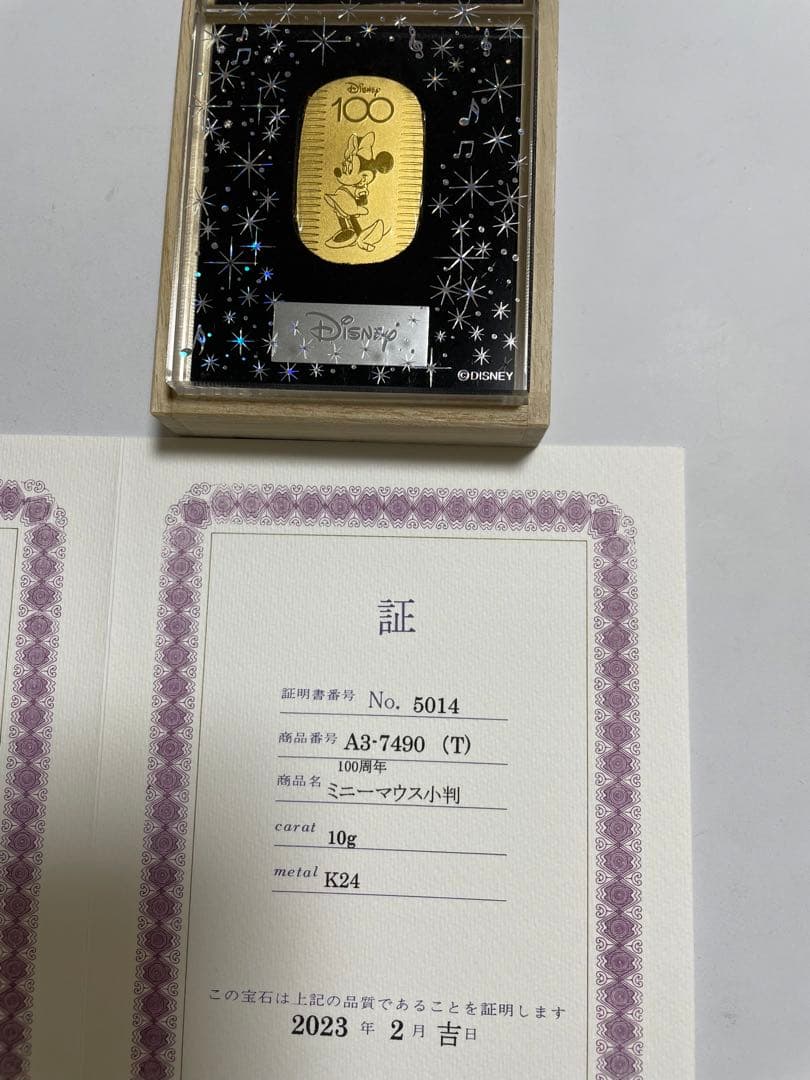 Disney
100
Disney
©DISNEY
証
証明書番号 No. 5014
商品番号 A3-7490 (T)
100周年
商品名 ミニーマウス小判
carat 10g
metal K24
この宝石は上記の品質であることを証明します
2023 年 2 月 吉 日